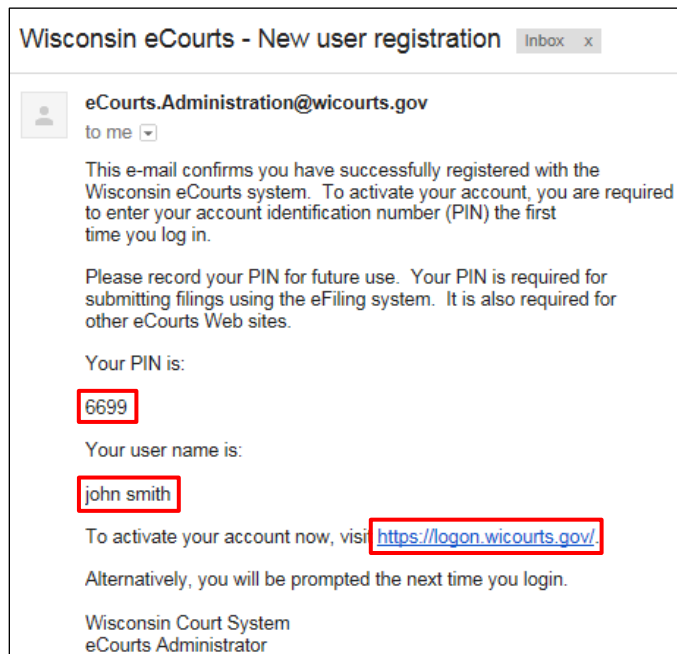 Wisconsin eCourts - New user registration Inbox x
eCourts.Administration@wicourts.gov
to me
This e-mail confirms you have successfully registered with the
Wisconsin eCourts system. To activate your account, you are required
to enter your account identification number (PIN) the first
time you log in.
Please record your PIN for future use. Your PIN is required for
submitting filings using the eFiling system. It is also required for
other eCourts Web sites.
Your PIN is:
6699
Your user name is:
john smith
To activate your account now, visit https://logon.wicourts.gov/.
Alternatively, you will be prompted the next time you login.
Wisconsin Court System
eCourts Administrator